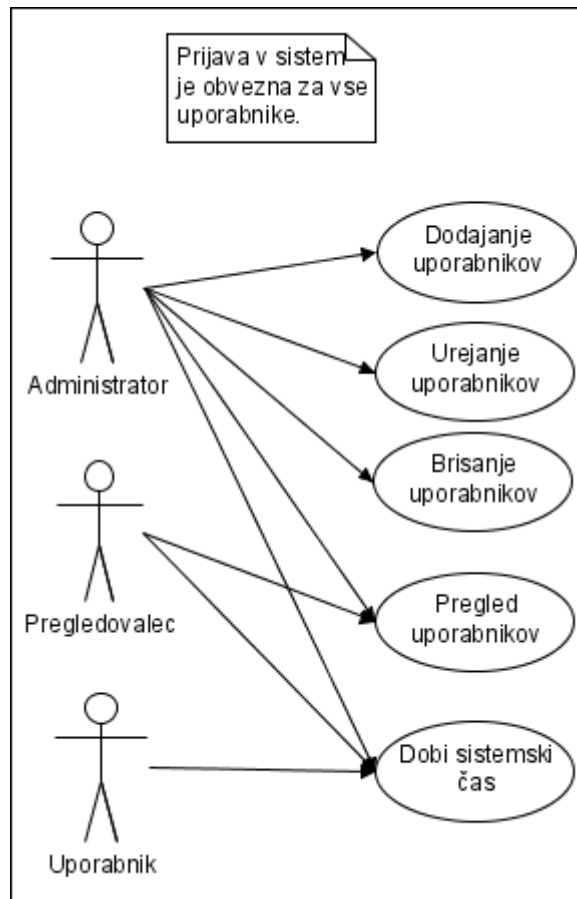 Prijava v sistem
je obvezna za vse
uporabnike.
Dodajanje
uporabnikov
Urejanje
uporabnikov
Administrator
Brisanje
uporabnikov
Pregledovalec
Pregled
uporabnikov
Dobi sistemski
čas
Uporabnik